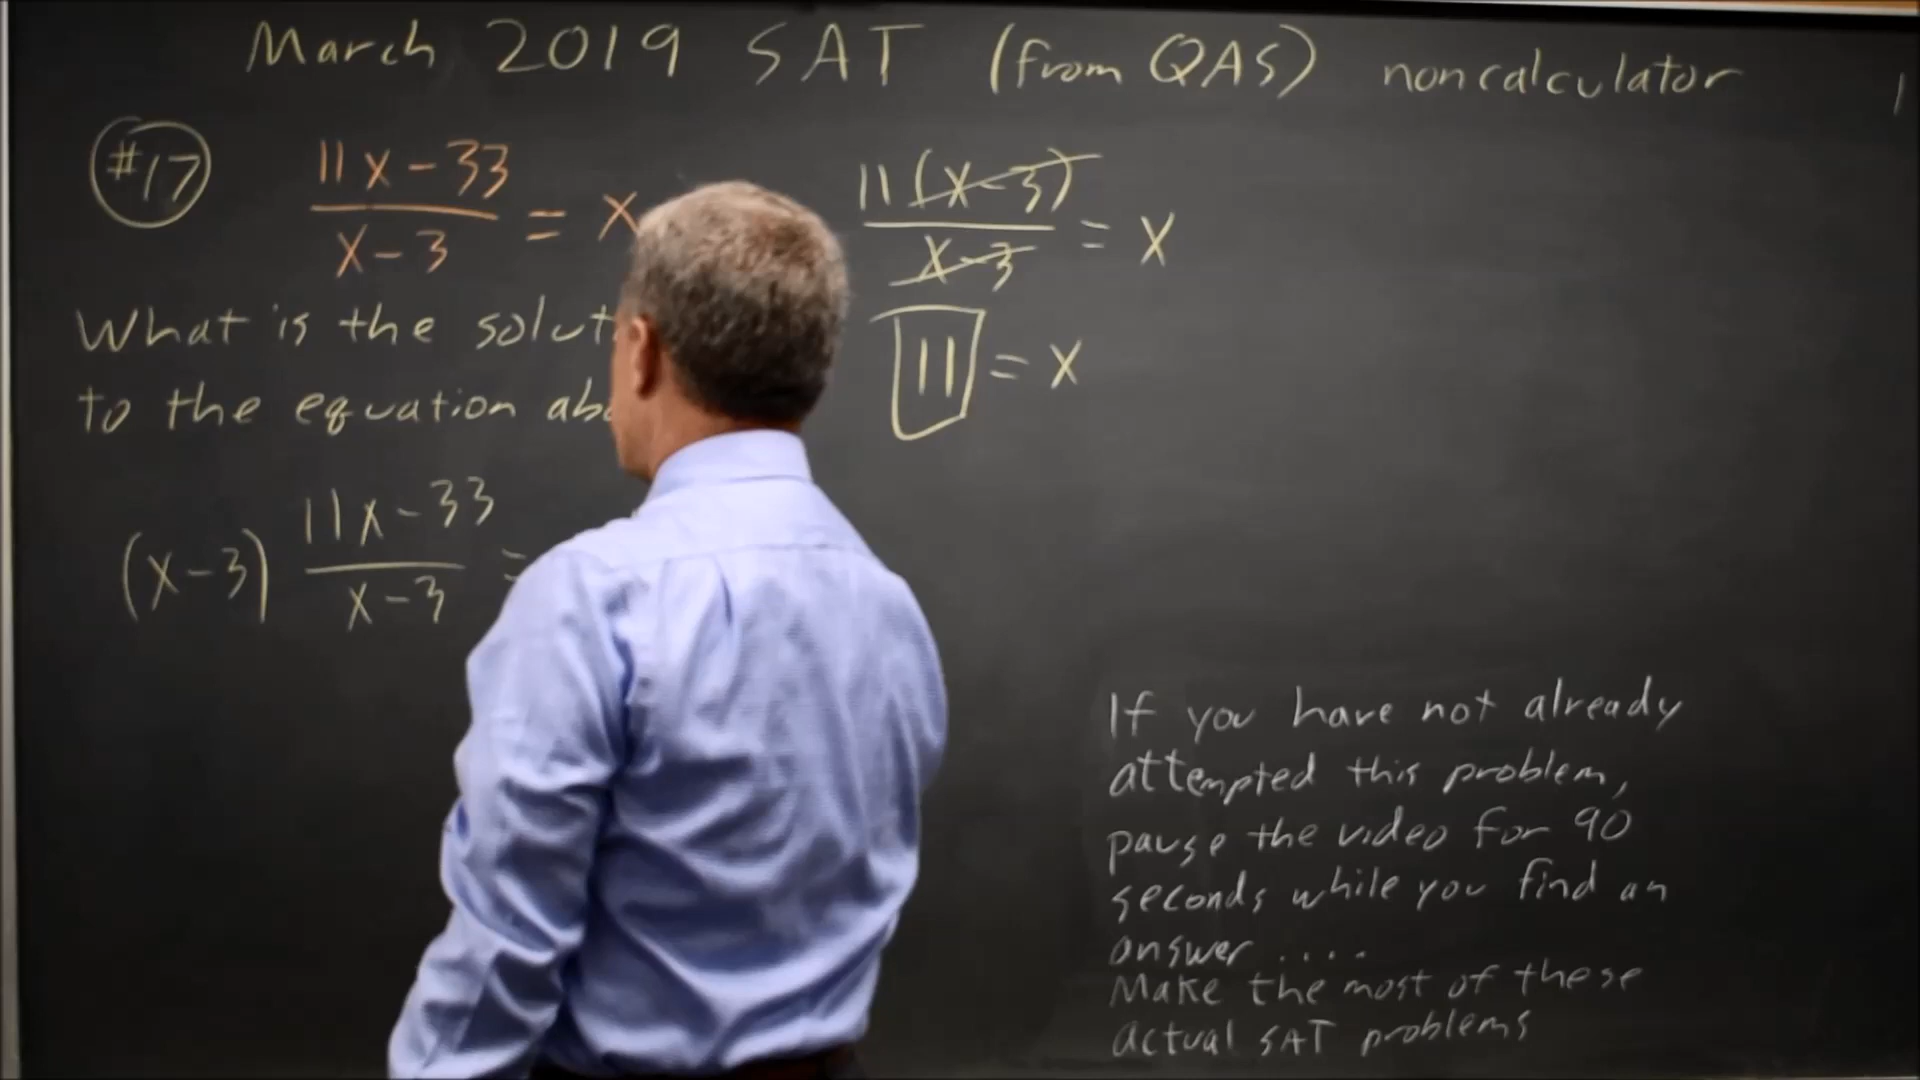 March 2019 SAT (from QAS) noncalculator 1
#17
11x-33
x-3
= x
What is the solut
to the equation abo
(x-3) 11x-33
x-3
=
11(x-3)
x-3
= x
11 = x
If you have not already
attempted this problem,
pause the video for 90
seconds while you find an
answer ....
Make the most of these
actual SAT problems